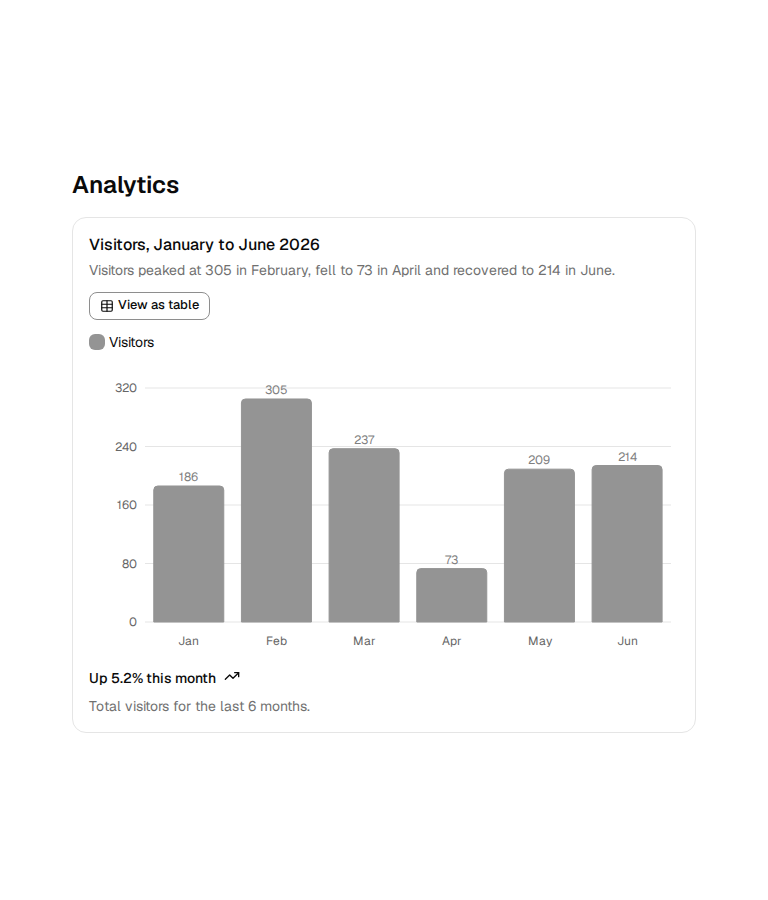 Analytics
Visitors, January to June 2026
Visitors peaked at 305 in February, fell to 73 in April and recovered to 214 in June.
View as table
Visitors
320
240
160
80
0
186
305
237
73
209
214
Jan
Feb
Mar
Apr
May
Jun
Up 5.2% this month
Total visitors for the last 6 months.